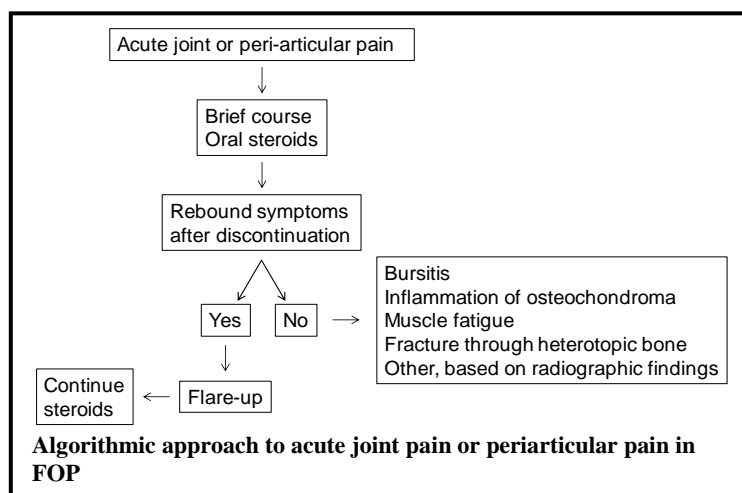 Acute joint or peri-articular pain
Brief course
Oral steroids
Rebound symptoms
after discontinuation
Yes
No
Bursitis
Inflammation of osteochondroma
Muscle fatigue
Fracture through heterotopic bone
Other, based on radiographic findings
Flare-up
Continue
steroids
Algorithmic approach to acute joint pain or periarticular pain in
FOP